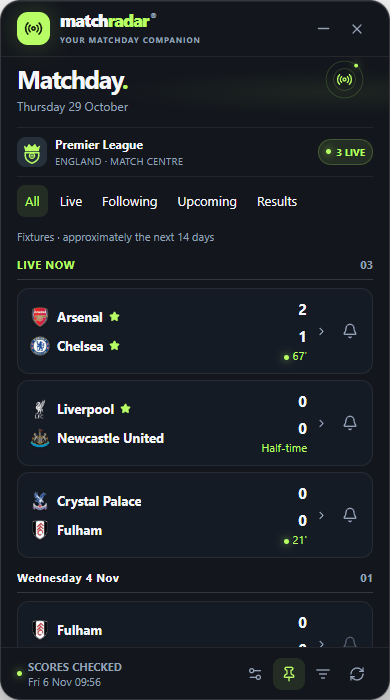 matchradar®
YOUR MATCHDAY COMPANION
Matchday.
Thursday 29 October
Premier League
ENGLAND · MATCH CENTRE
3 LIVE
All Live Following Upcoming Results
Fixtures · approximately the next 14 days
LIVE NOW 03
Arsenal 2
Chelsea 1
67'
Liverpool 0
Newcastle United 0
Half-time
Crystal Palace 0
Fulham 0
21'
Wednesday 4 Nov 01
Fulham 0
SCORES CHECKED
Fri 6 Nov 09:56